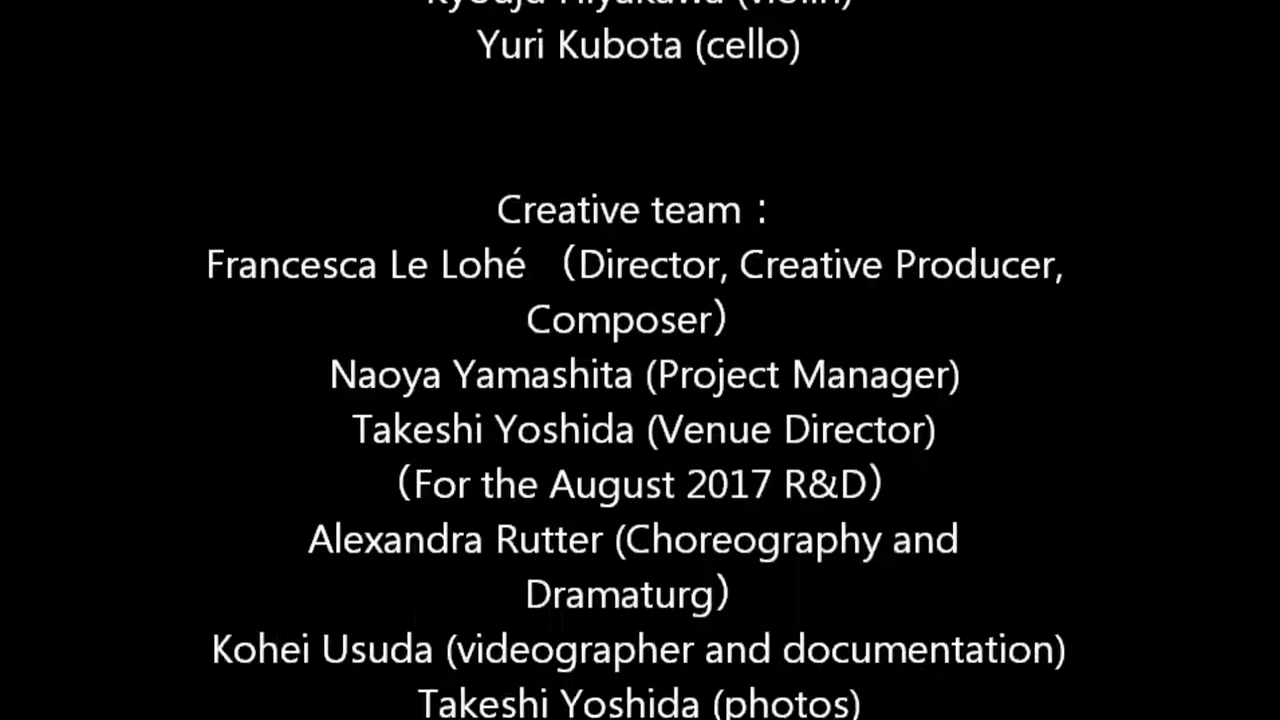 (violin)
Yuri Kubota (cello)
Creative team：
Francesca Le Lohé （Director, Creative Producer,
Composer）
Naoya Yamashita (Project Manager)
Takeshi Yoshida (Venue Director)
（For the August 2017 R&D）
Alexandra Rutter (Choreography and
Dramaturg）
Kohei Usuda (videographer and documentation)
Takeshi Yoshida (photos)